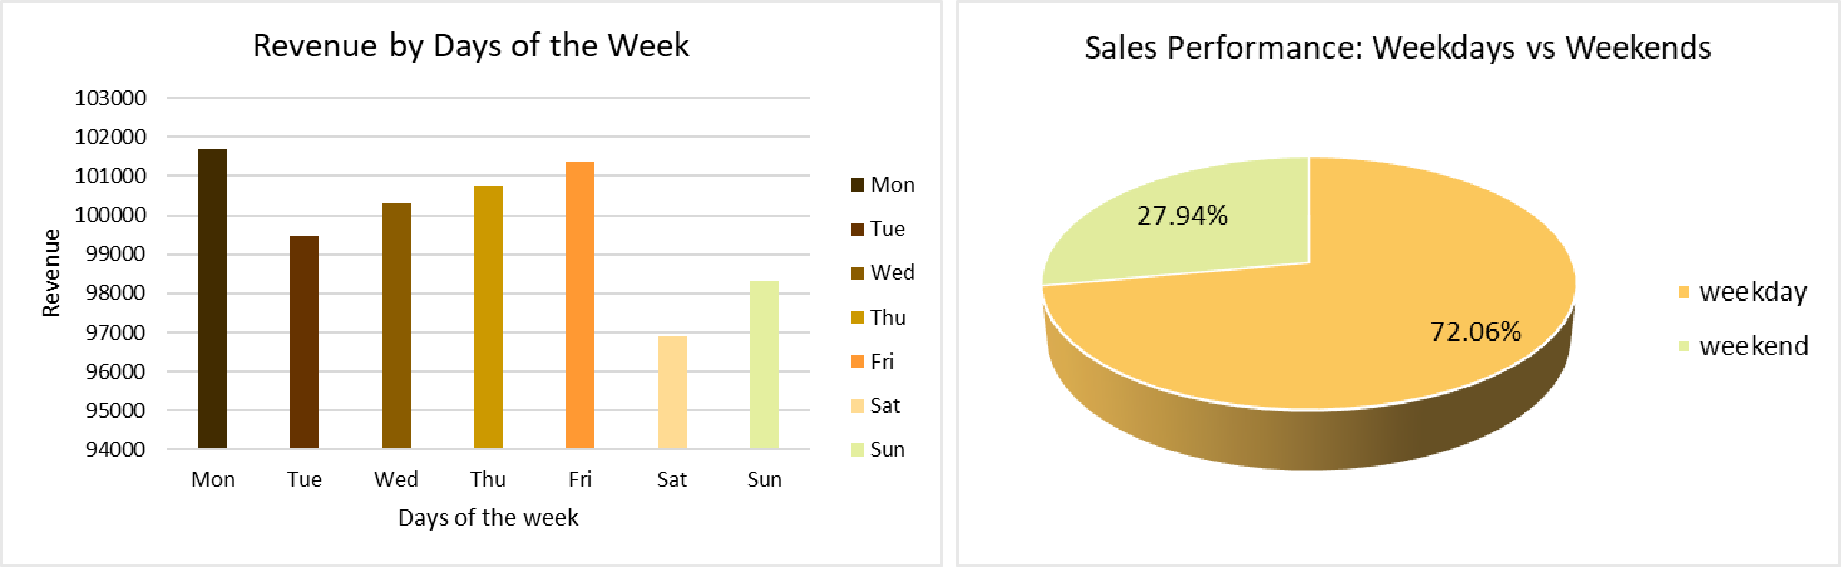 Revenue by Days of the Week
103000
102000
101000
100000
99000
98000
97000
96000
95000
94000
Revenue
Mon Tue Wed Thu Fri Sat Sun
Days of the week
Mon
Tue
Wed
Thu
Fri
Sat
Sun
Sales Performance: Weekdays vs Weekends
27.94%
72.06%
weekday
weekend